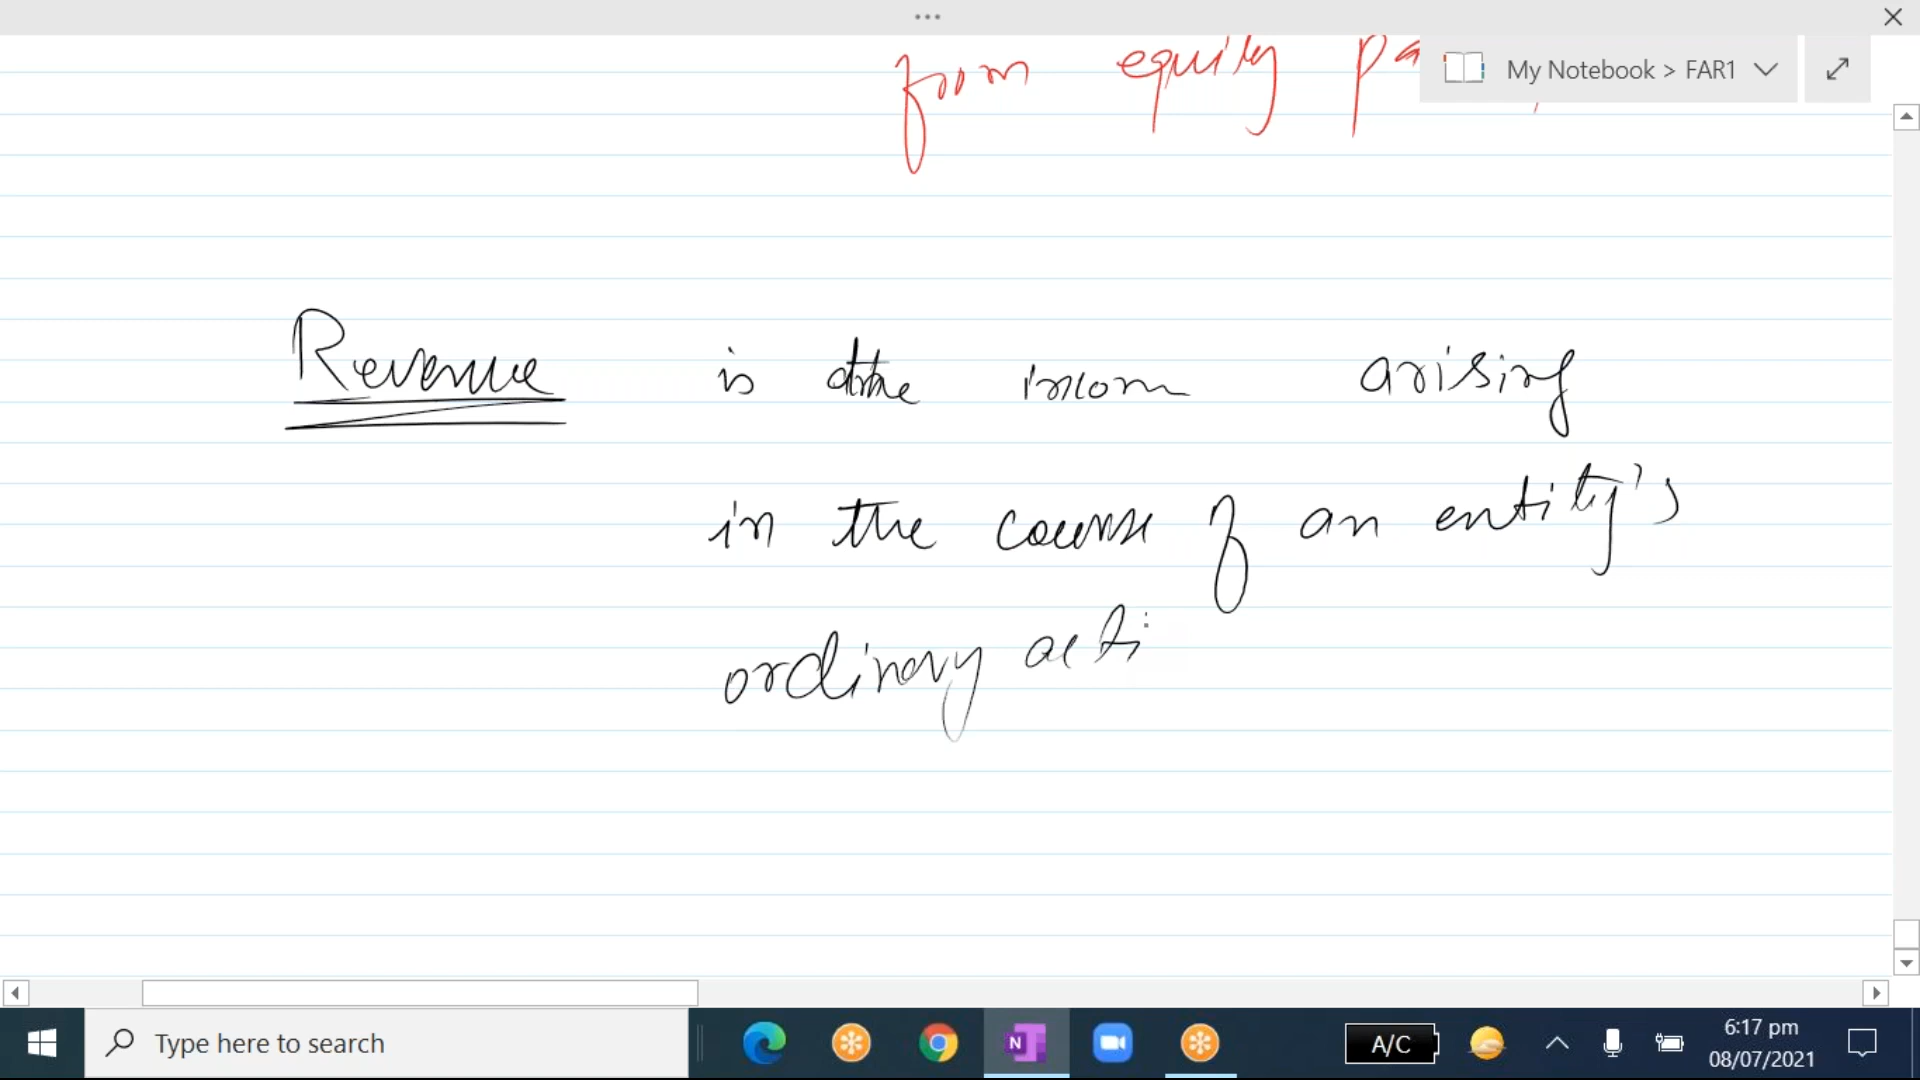 from equity pa
My Notebook > FAR1
Revenue is the incom arising
in the course of an entity's
ordinary acti
Type here to search
A/C
6:17 pm
08/07/2021